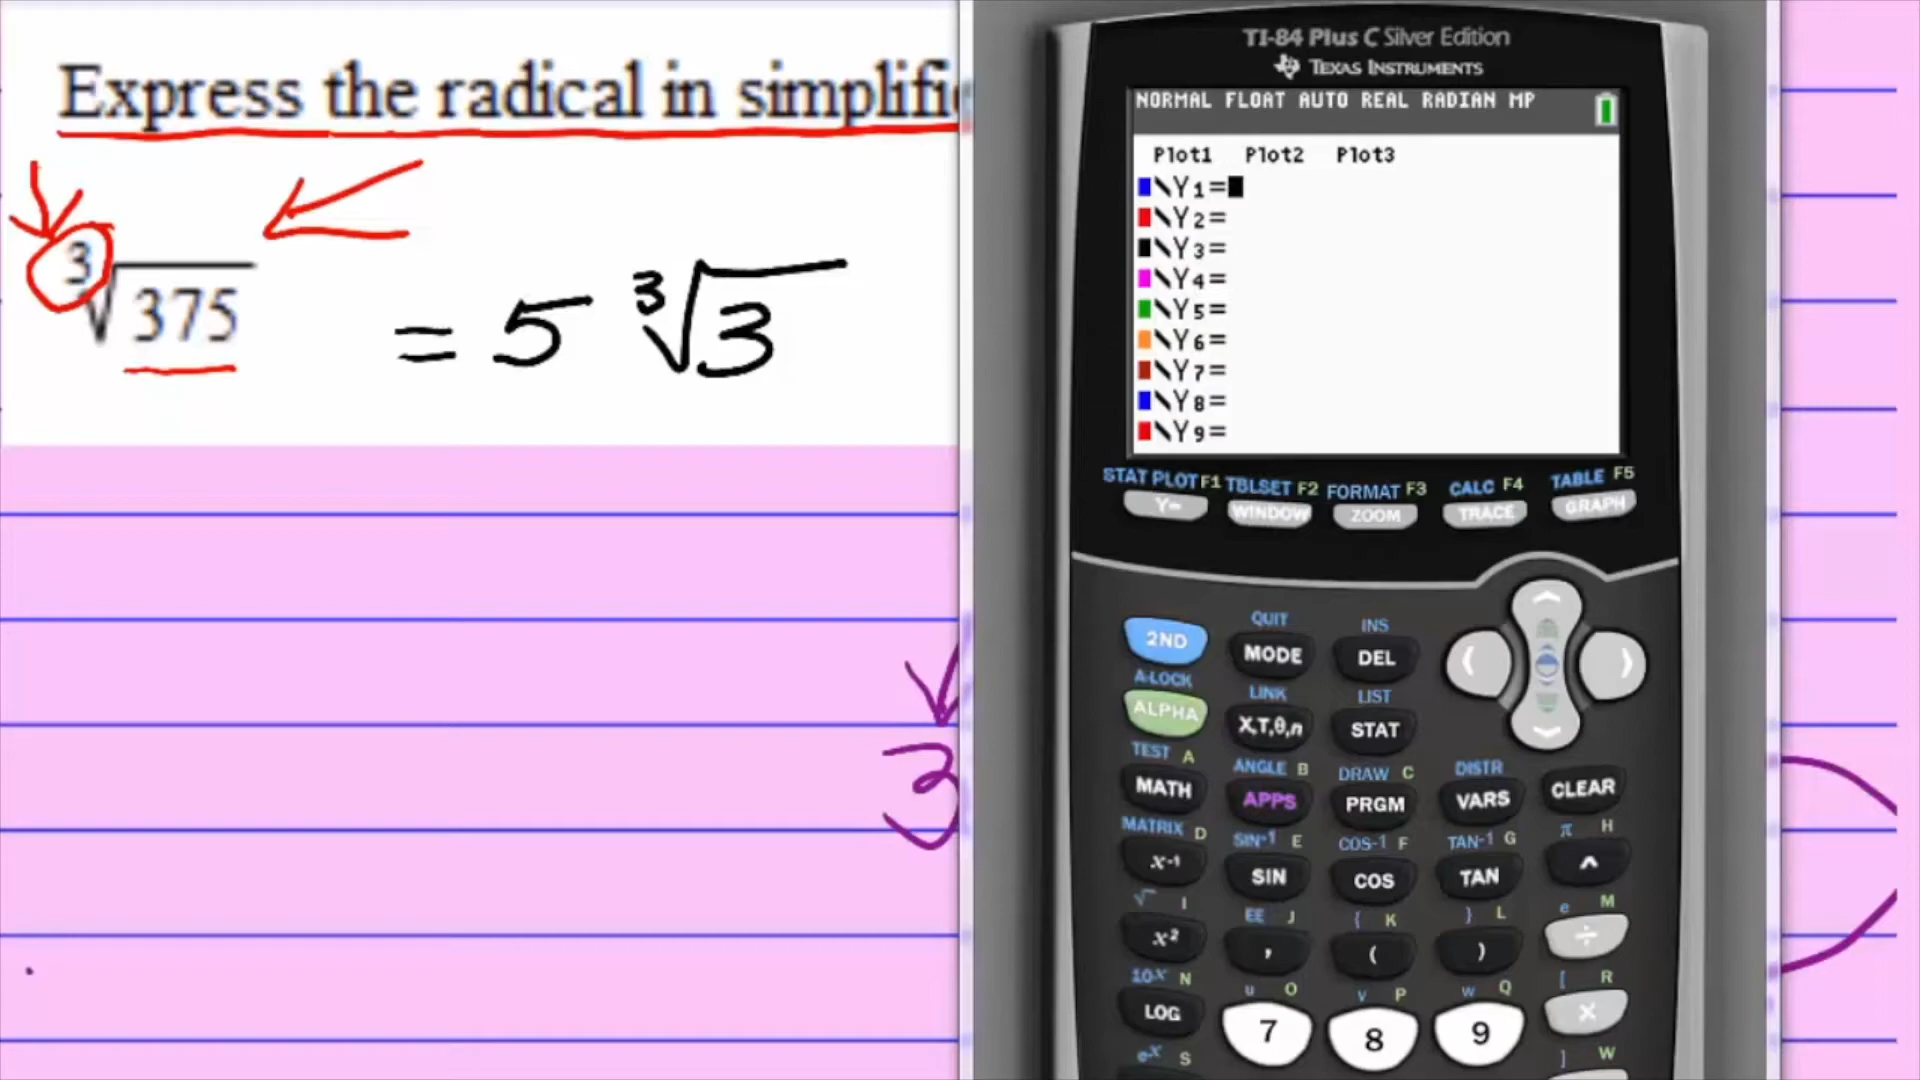 Express the radical in simplifie
∛375 = 5∛3
3
TI-84 Plus C Silver Edition
TEXAS INSTRUMENTS
NORMAL FLOAT AUTO REAL RADIAN MP
Plot1 Plot2 Plot3
\Y1=
\Y2=
\Y3=
\Y4=
\Y5=
\Y6=
\Y7=
\Y8=
\Y9=
STAT PLOT F1 TBLSET F2 FORMAT F3 CALC F4 TABLE F5
Y= WINDOW ZOOM TRACE GRAPH
QUIT INS
2ND MODE DEL
A-LOCK LINK LIST
ALPHA X,T,θ,n STAT
TEST A ANGLE B DRAW C DISTR
MATH APPS PRGM VARS CLEAR
MATRIX D SIN-1 E COS-1 F TAN-1 G π H
x-1 SIN COS TAN ^
√ I EE J { K } L e M
x² , ( ) ÷
10x N u O v P w Q [ R
LOG 7 8 9 ×
ex S ] W